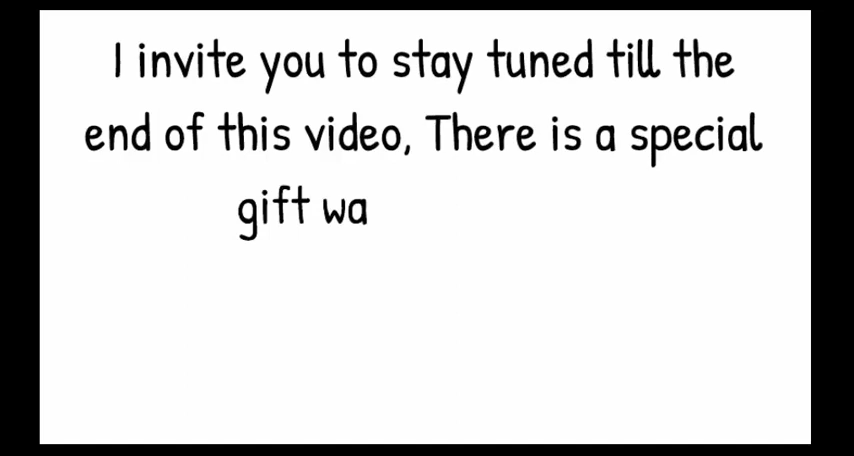 I invite you to stay tuned till the
end of this video, There is a special
gift wa